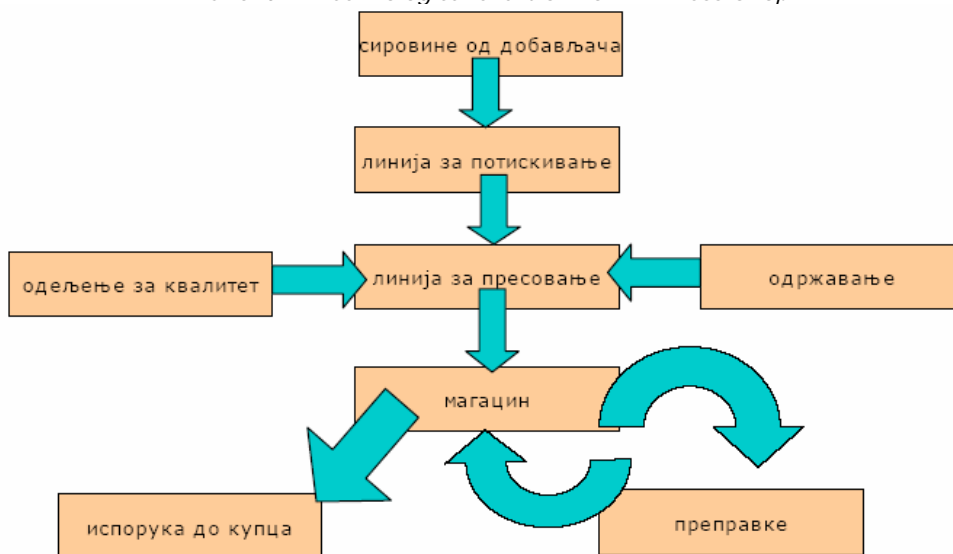 сировине од добављача
линија за потискивање
одељење за квалитет
линија за пресовање
одржавање
магацин
испорука до купца
преправке